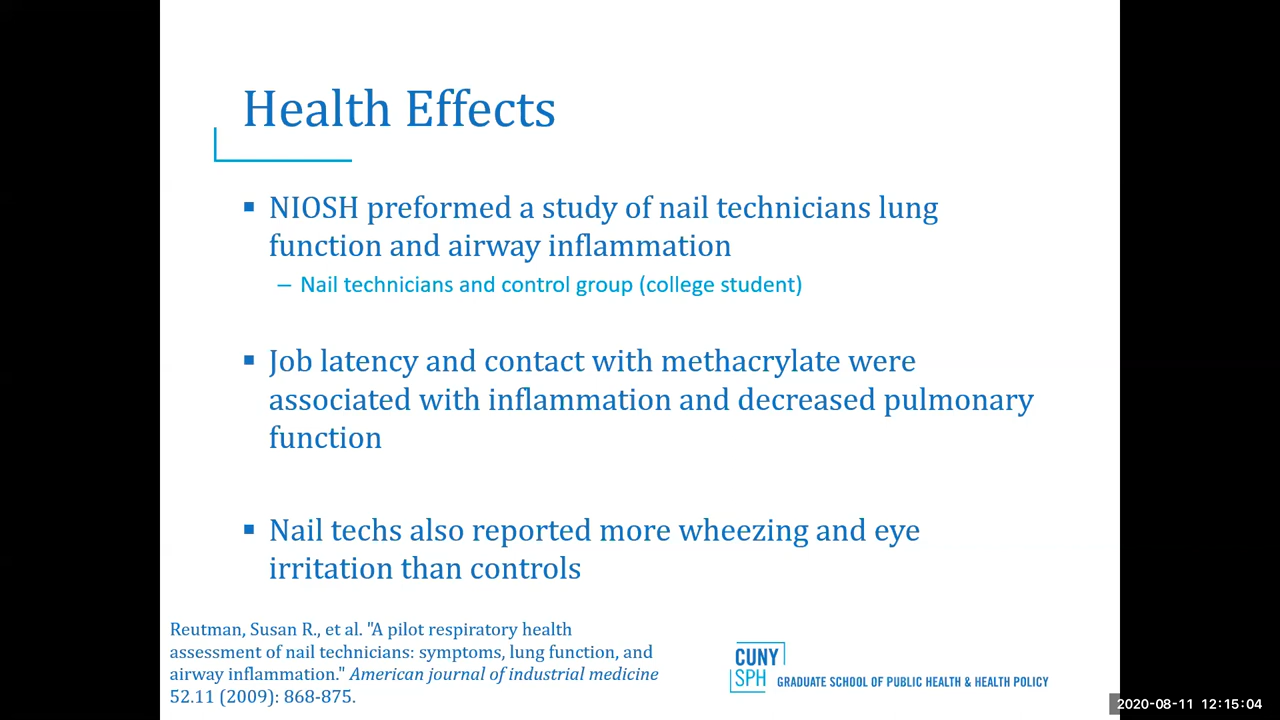 Health Effects
▪ NIOSH preformed a study of nail technicians lung
function and airway inflammation
– Nail technicians and control group (college student)
▪ Job latency and contact with methacrylate were
associated with inflammation and decreased pulmonary
function
▪ Nail techs also reported more wheezing and eye
irritation than controls
Reutman, Susan R., et al. "A pilot respiratory health
assessment of nail technicians: symptoms, lung function, and
airway inflammation." American journal of industrial medicine
52.11 (2009): 868-875.
CUNY
SPH GRADUATE SCHOOL OF PUBLIC HEALTH & HEALTH POLICY
2020-08-11 12:15:04